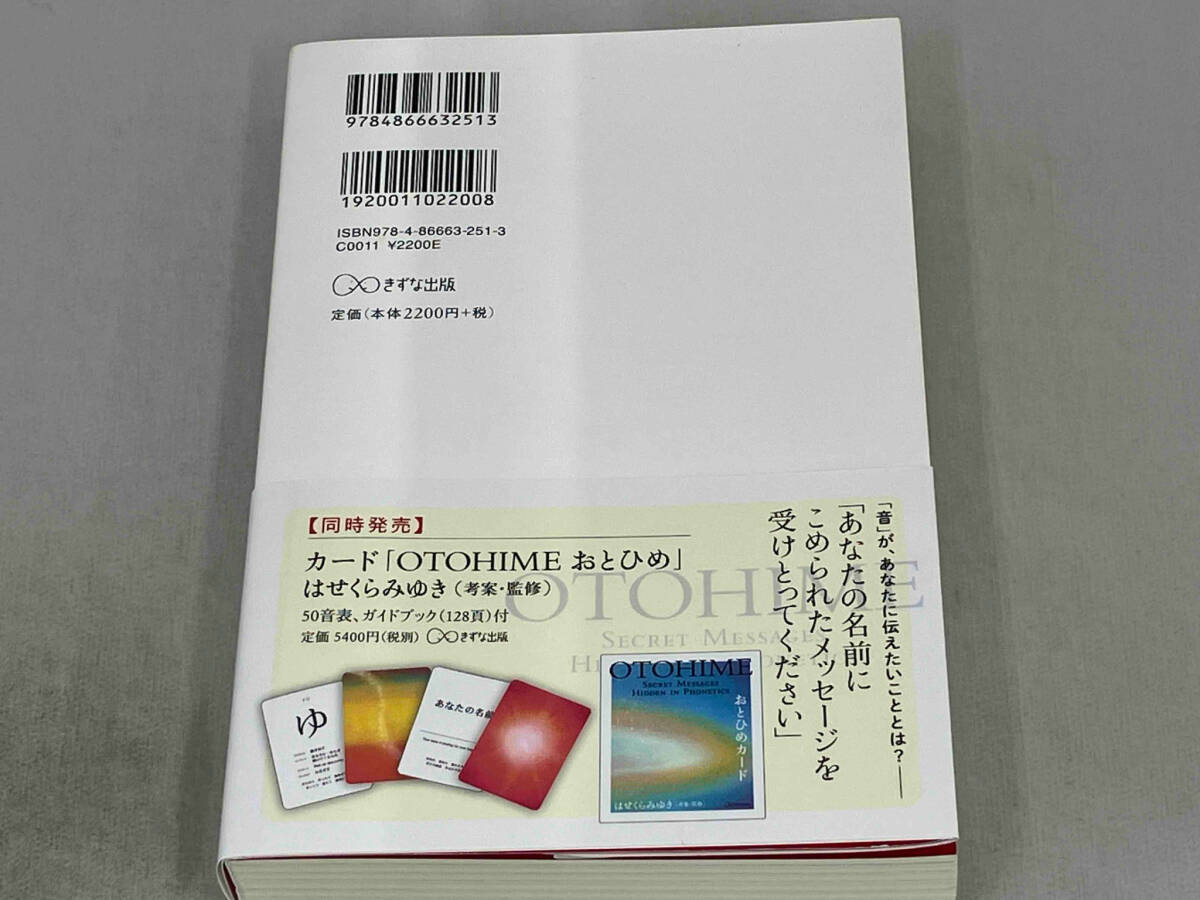 9784866632513
1920011022008
ISBN978-4-86663-251-3
C0011 ¥2200E
きずな出版
定価(本体2200円+税)
「音」が、あなたに伝えたいこととは?――
「あなたの名前に
こめられたメッセージを
受けとってください」
【同時発売】
カード「OTOHIME おとひめ」
はせくらみゆき(考案・監修)
50音表、ガイドブック(128頁)付
定価 5400円(税別) きずな出版
OTOHIME
SECRET MESSAGES
ゆ
あなたの名前
OTOHIME
SECRET MESSAGES
HIDDEN IN PHONETICS
おとひめカード
はせくらみゆき